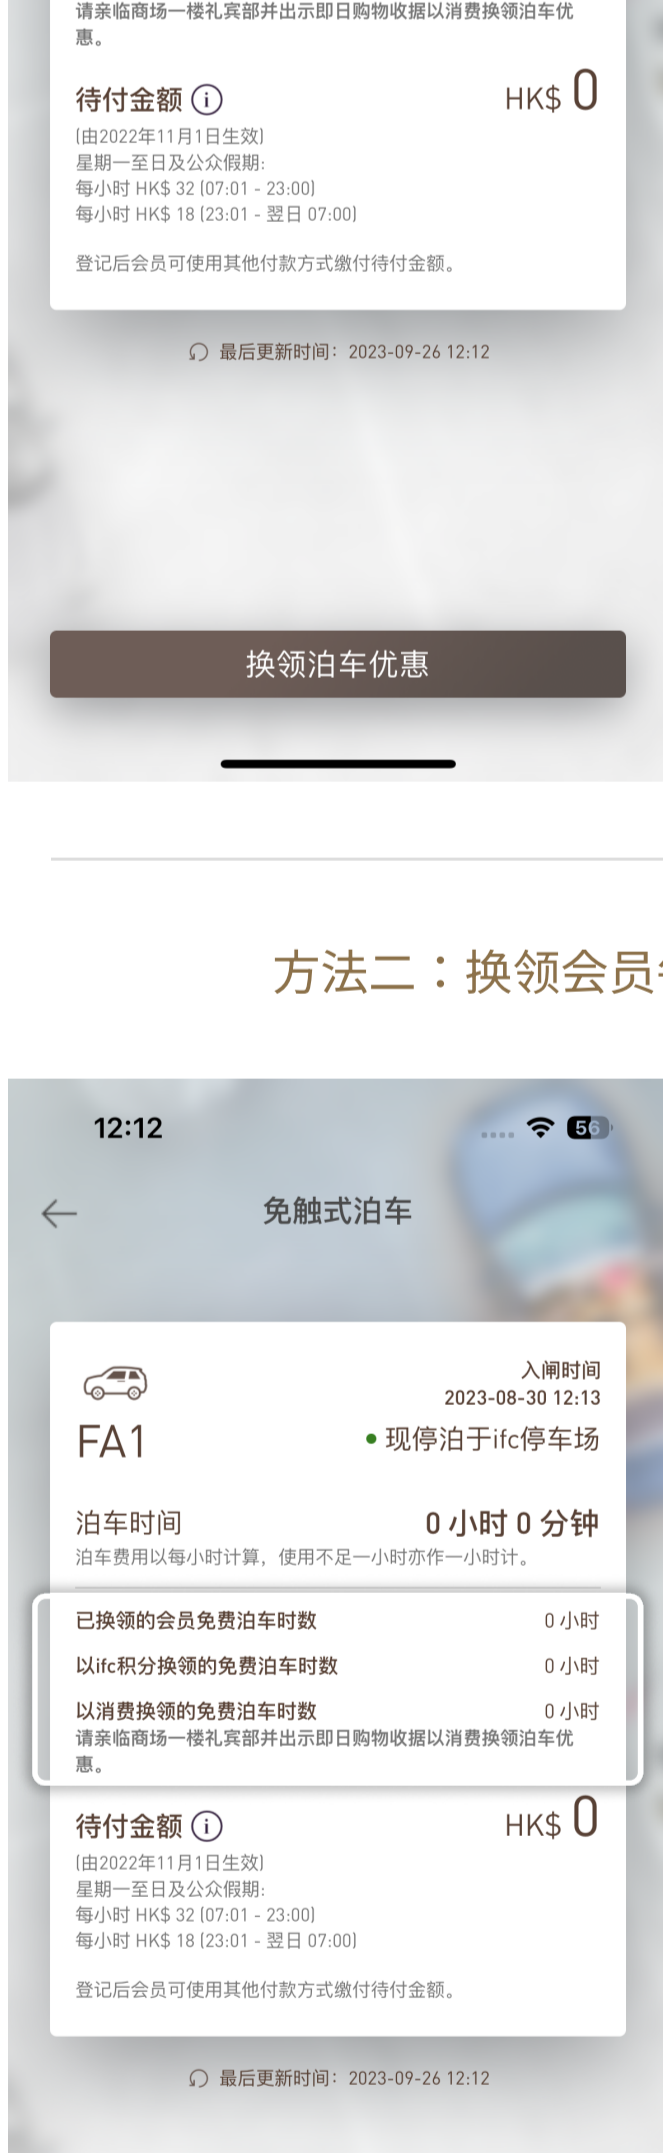 请亲临商场一楼礼宾部并出示即日购物收据以消费换领泊车优
惠。
待付金额 HK$ 0
(由2022年11月1日生效)
星期一至日及公众假期:
每小时 HK$ 32 (07:01 - 23:00)
每小时 HK$ 18 (23:01 - 翌日 07:00)
登记后会员可使用其他付款方式缴付待付金额。
最后更新时间：2023-09-26 12:12
换领泊车优惠
方法二：换领会员
12:12 56
免触式泊车
入闸时间
2023-08-30 12:13
FA1 现停泊于ifc停车场
泊车时间 0 小时 0 分钟
泊车费用以每小时计算，使用不足一小时亦作一小时计。
已换领的会员免费泊车时数 0 小时
以ifc积分换领的免费泊车时数 0 小时
以消费换领的免费泊车时数 0 小时
请亲临商场一楼礼宾部并出示即日购物收据以消费换领泊车优
惠。
待付金额 HK$ 0
(由2022年11月1日生效)
星期一至日及公众假期:
每小时 HK$ 32 (07:01 - 23:00)
每小时 HK$ 18 (23:01 - 翌日 07:00)
登记后会员可使用其他付款方式缴付待付金额。
最后更新时间：2023-09-26 12:12